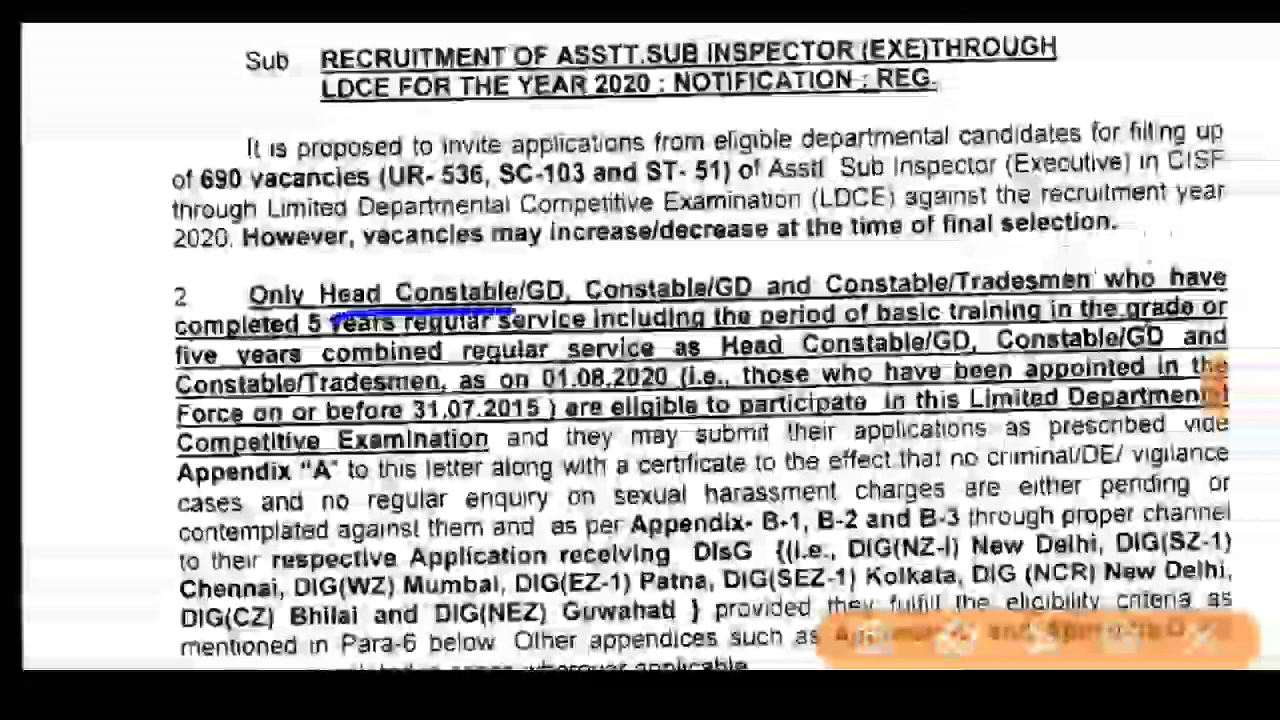 Sub RECRUITMENT OF ASSTT.SUB INSPECTOR (EXE)THROUGH
LDCE FOR THE YEAR 2020 : NOTIFICATION : REG.
It is proposed to invite applications from eligible departmental candidates for filling up
of 690 vacancies (UR- 536, SC-103 and ST- 51) of Asstt Sub Inspector (Executive) in CISF
through Limited Departmental Competitive Examination (LDCE) against the recruitment year
2020. However, vacancies may increase/decrease at the time of final selection.
2 Only Head Constable/GD, Constable/GD and Constable/Tradesmen who have
completed 5 Years regular service including the period of basic training in the grade or
five years combined regular service as Head Constable/GD, Constable/GD and
Constable/Tradesmen, as on 01.08.2020 (i.e., those who have been appointed in the
Force on or before 31.07.2015 ) are eligible to participate in this Limited Departmental
Competitive Examination and they may submit their applications as prescribed vide
Appendix "A" to this letter along with a certificate to the effect that no criminal/DE/ vigilance
cases and no regular enquiry on sexual harassment charges are either pending or
contemplated against them and as per Appendix- B-1, B-2 and B-3 through proper channel
to their respective Application receiving DIsG {(i.e., DIG(NZ-I) New Delhi, DIG(SZ-1)
Chennai, DIG(WZ) Mumbai, DIG(EZ-1) Patna, DIG(SEZ-1) Kolkata, DIG (NCR) New Delhi,
DIG(CZ) Bhilai and DIG(NEZ) Guwahati } provided they fulfill the eligibility criteria as
mentioned in Para-6 below Other appendices such as
wherever applicable